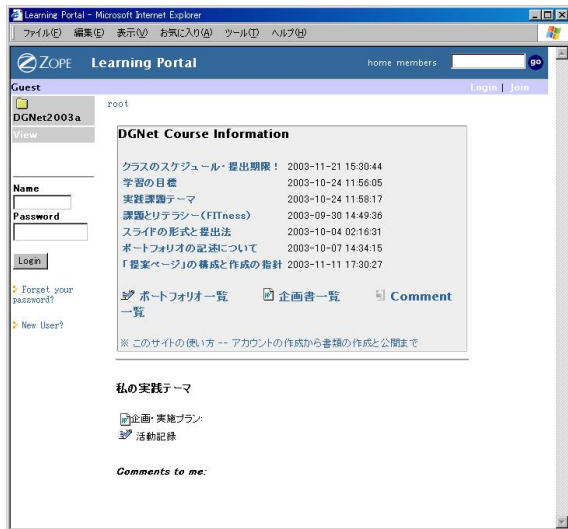 Learning Portal - Microsoft Internet Explorer
ファイル(F) 編集(E) 表示(V) お気に入り(A) ツール(T) ヘルプ(H)
ZOPE Learning Portal home members go
Guest Login | Join
DGNet2003a
root
View
DGNet Course Information
クラスのスケジュール・提出期限! 2003-11-21 15:30:44
学習の目標 2003-10-24 11:56:05
実践課題テーマ 2003-10-24 11:58:17
課題とリテラシー(FITness) 2003-09-30 14:49:36
スライドの形式と提出法 2003-10-04 02:16:31
ポートフォリオの記述について 2003-10-07 14:34:15
「提案ページ」の構成と作成の指針 2003-11-11 17:30:27
ポートフォリオ一覧 企画書一覧 Comment
一覧
※ このサイトの使い方 -- アカウントの作成から書類の作成と公開まで
Name
Password
Login
Forget your
password?
New User?
私の実践テーマ
企画・実施プラン:
活動記録
Comments to me: